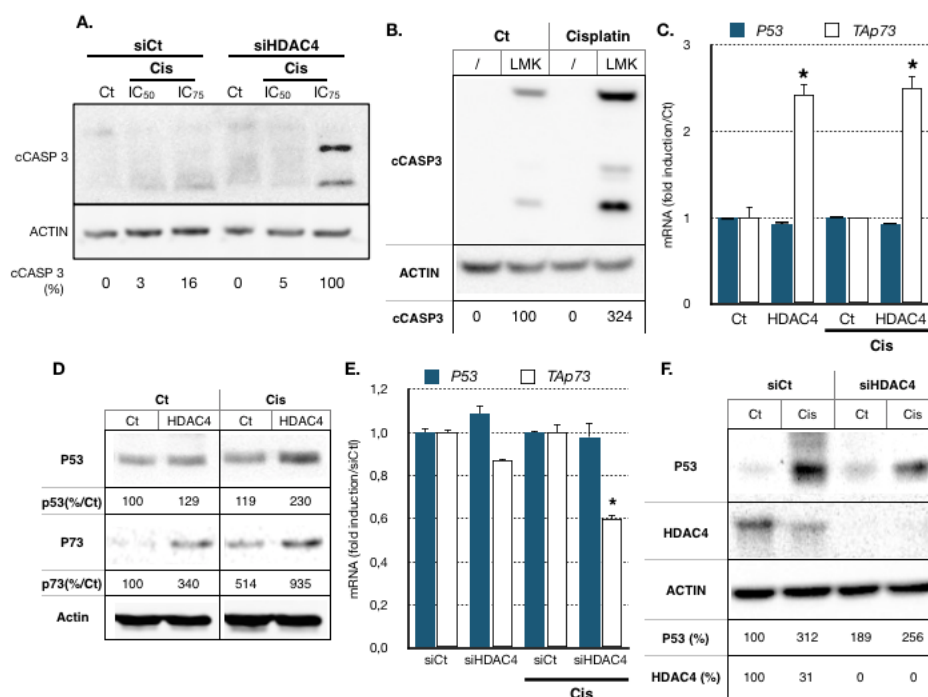 A.
siCt siHDAC4
Cis Cis
Ct IC50 IC75 Ct IC50 IC75
cCASP 3
ACTIN
cCASP 3 (%) 0 3 16 0 5 100
B.
Ct Cisplatin
/ LMK / LMK
cCASP3
ACTIN
cCASP3 0 100 0 324
C.
P53 TAp73
3
2
1
0
mRNA (fold induction/Ct)
* *
Ct HDAC4 Ct HDAC4
Cis
D
Ct Cis
Ct HDAC4 Ct HDAC4
P53
p53(%/Ct) 100 129 119 230
P73
p73(%/Ct) 100 340 514 935
Actin
E.
P53 TAp73
1,2
1,0
0,8
0,6
0,4
0,2
0,0
mRNA (fold induction/siCtl)
*
siCt siHDAC4 siCt siHDAC4
Cis
F.
siCt siHDAC4
Ct Cis Ct Cis
P53
HDAC4
ACTIN
P53 (%) 100 312 189 256
HDAC4 (%) 100 31 0 0